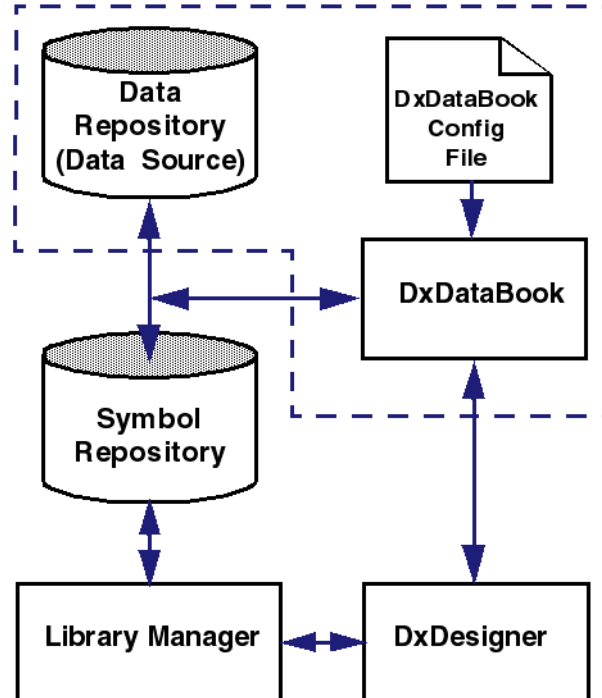 Data
Repository
(Data Source)
DxDataBook
Config
File
DxDataBook
Symbol
Repository
Library Manager
DxDesigner